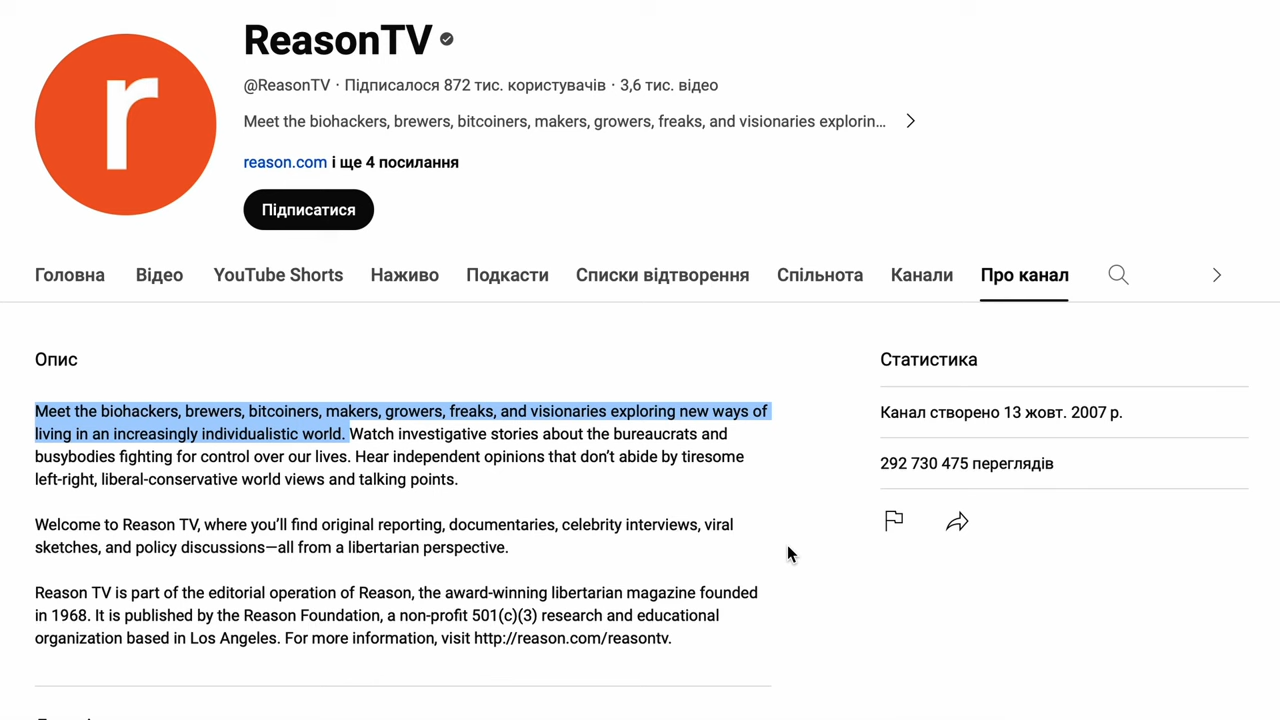 r
ReasonTV
@ReasonTV · Підписалося 872 тис. користувачів · 3,6 тис. відео
Meet the biohackers, brewers, bitcoiners, makers, growers, freaks, and visionaries explorin...
reason.com і ще 4 посилання
Підписатися
Головна Відео YouTube Shorts Наживо Подкасти Списки відтворення Спільнота Канали Про канал
Опис
Meet the biohackers, brewers, bitcoiners, makers, growers, freaks, and visionaries exploring new ways of
living in an increasingly individualistic world. Watch investigative stories about the bureaucrats and
busybodies fighting for control over our lives. Hear independent opinions that don’t abide by tiresome
left-right, liberal-conservative world views and talking points.
Welcome to Reason TV, where you’ll find original reporting, documentaries, celebrity interviews, viral
sketches, and policy discussions—all from a libertarian perspective.
Reason TV is part of the editorial operation of Reason, the award-winning libertarian magazine founded
in 1968. It is published by the Reason Foundation, a non-profit 501(c)(3) research and educational
organization based in Los Angeles. For more information, visit http://reason.com/reasontv.
Статистика
Канал створено 13 жовт. 2007 р.
292 730 475 переглядів